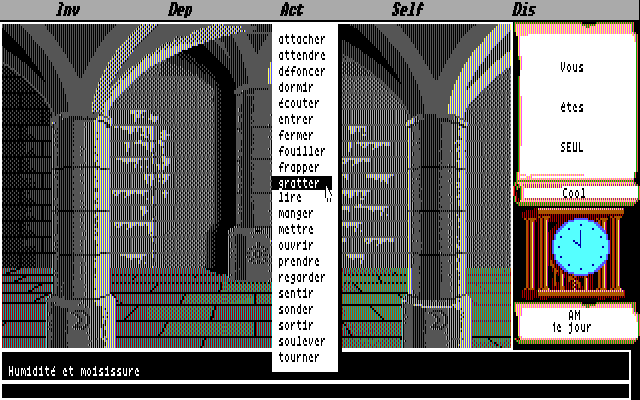 Inv Dep Act Self Dis
attacher
attendre
défoncer
dormir
écouter
entrer
fermer
fouiller
frapper
gratter
lire
manger
mettre
ouvrir
prendre
regarder
sentir
sonder
sortir
soulever
tourner
Vous
êtes
SEUL
Cool
AM
1e jour
Humidité et moisissure